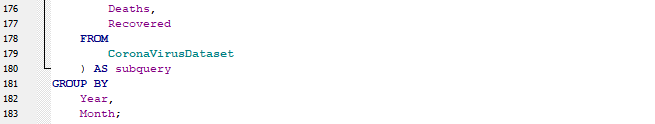 176 Deaths,
177 Recovered
178 FROM
179 CoronaVirusDataset
180 ) AS subquery
181 GROUP BY
182 Year,
183 Month;